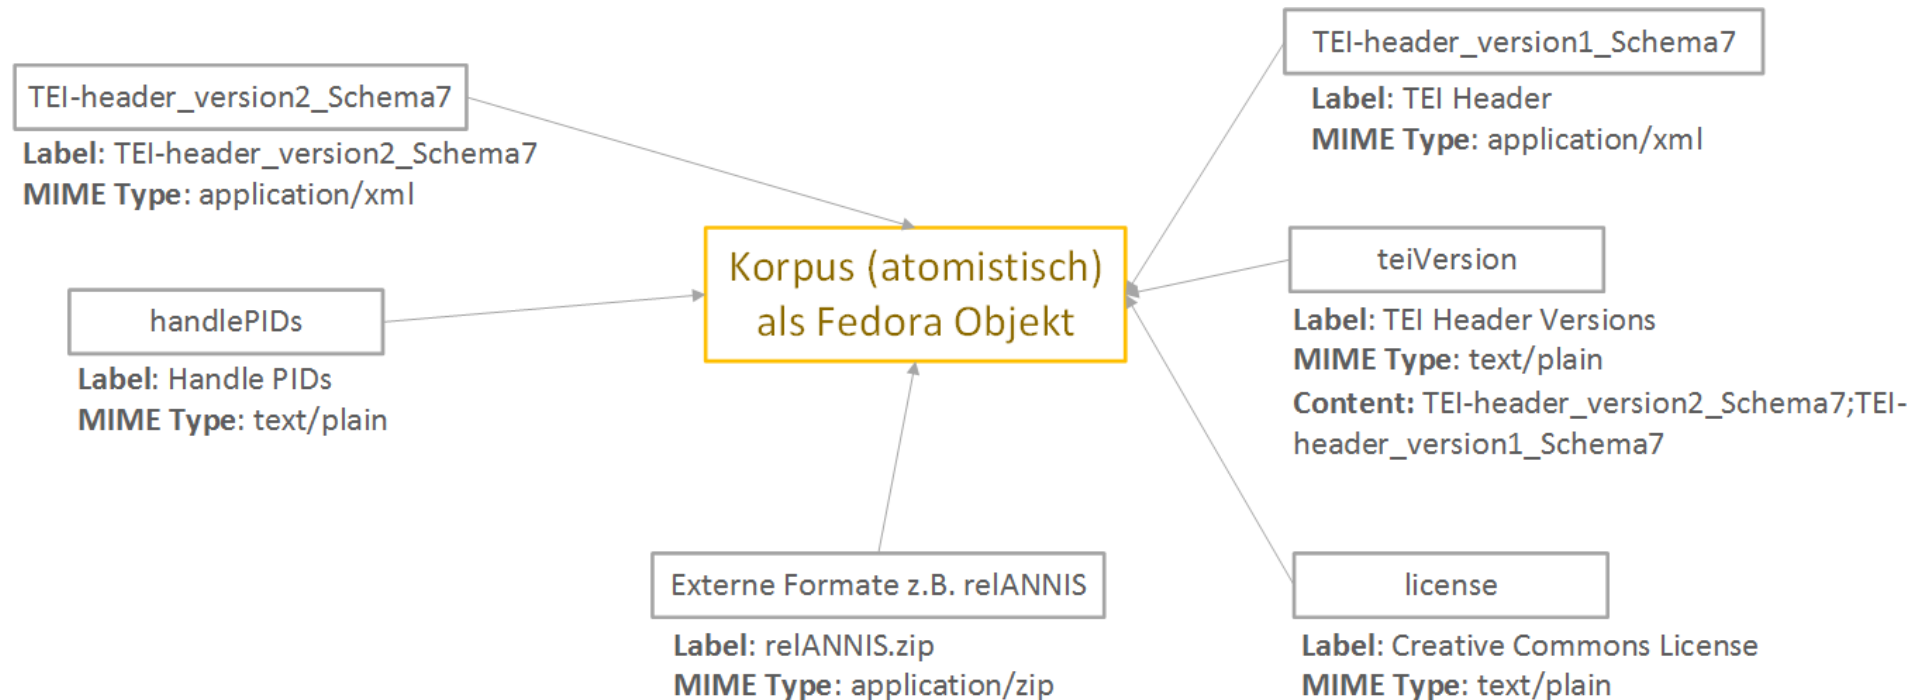 TEI-header_version2_Schema7
Label: TEI-header_version2_Schema7
MIME Type: application/xml
handlePIDs
Label: Handle PIDs
MIME Type: text/plain
Korpus (atomistisch)
als Fedora Objekt
Externe Formate z.B. relANNIS
Label: relANNIS.zip
MIME Type: application/zip
TEI-header_version1_Schema7
Label: TEI Header
MIME Type: application/xml
teiVersion
Label: TEI Header Versions
MIME Type: text/plain
Content: TEI-header_version2_Schema7;TEI-
header_version1_Schema7
license
Label: Creative Commons License
MIME Type: text/plain